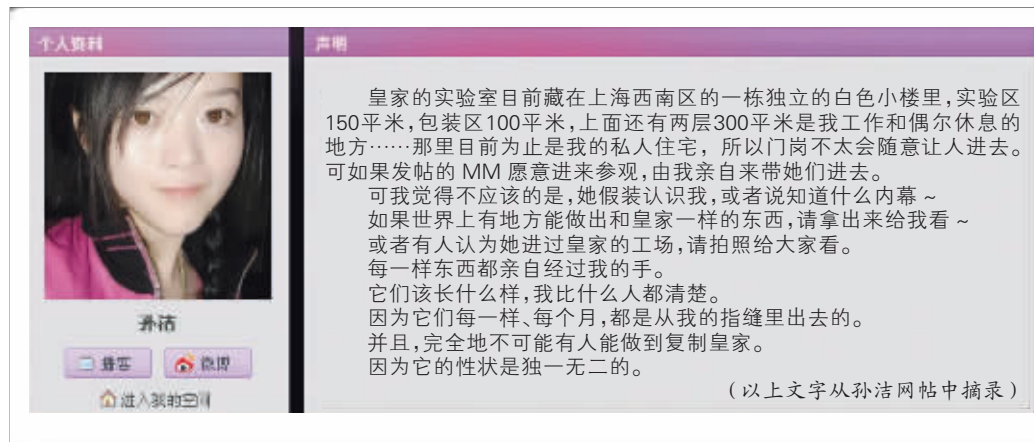 个人资料
声明
皇家的实验室目前藏在上海西南区的一栋独立的白色小楼里,实验区
150平米,包装区100平米,上面还有两层300平米是我工作和偶尔休息的
地方……那里目前为止是我的私人住宅,所以门岗不太会随意让人进去。
可如果发帖的 MM 愿意进来参观,由我亲自来带她们进去。
可我觉得不应该的是,她假装认识我,或者说知道什么内幕~
如果世界上有地方能做出和皇家一样的东西,请拿出来给我看~
或者有人认为她进过皇家的工场,请拍照给大家看。
每一样东西都亲自经过我的手。
它们该长什么样,我比什么人都清楚。
因为它们每一样、每个月,都是从我的指缝里出去的。
并且,完全地不可能有人能做到复制皇家。
因为它的性状是独一无二的。
(以上文字从孙洁网帖中摘录)
孙洁
播客 微博
进入我的空间